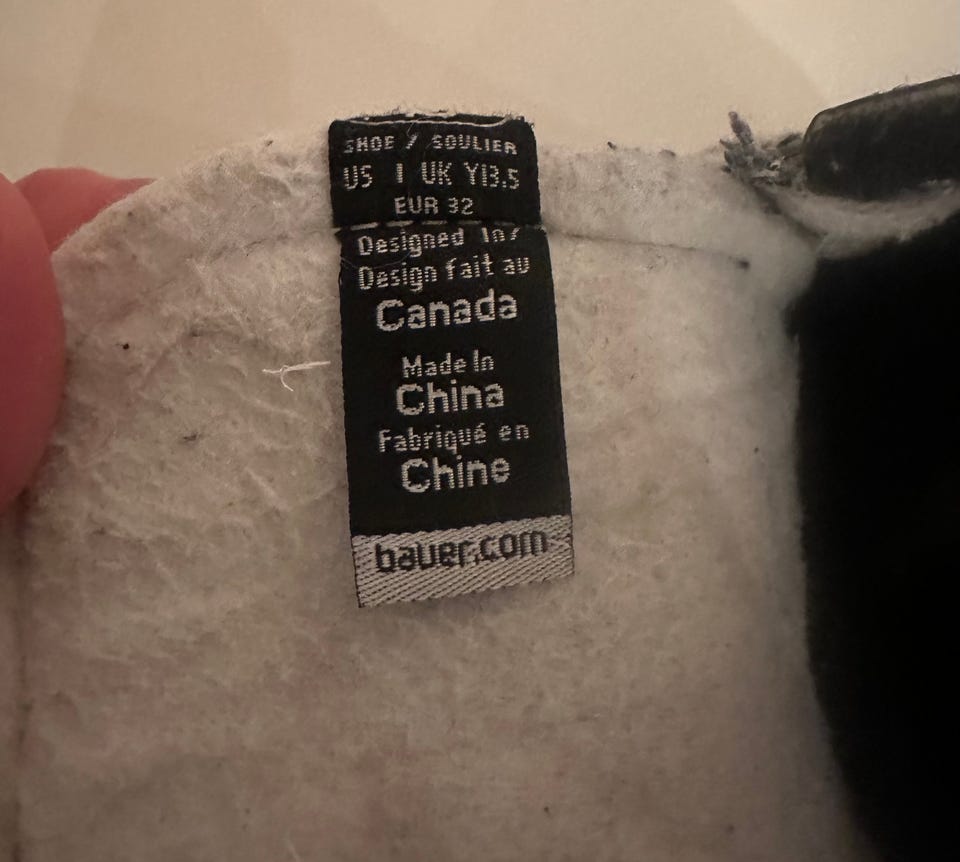 SHOE / SOULIER
US 1 UK Y13.5
EUR 32
Designed in/
Design fait au
Canada
Made In
China
Fabriqué en
Chine
bauer.com